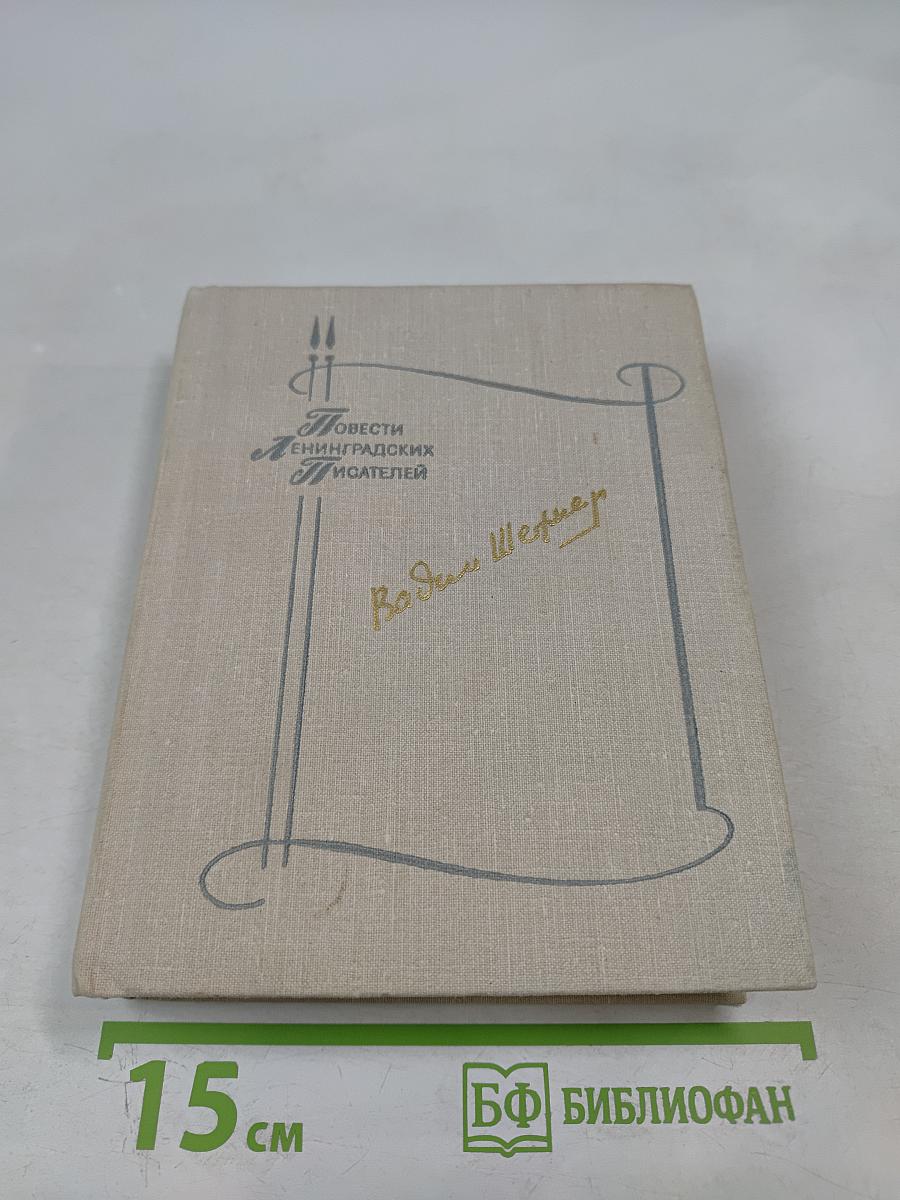 Повести
Ленинградских
Писателей
Вадим Шефнер
15 см
БФ БИБЛИОФАН